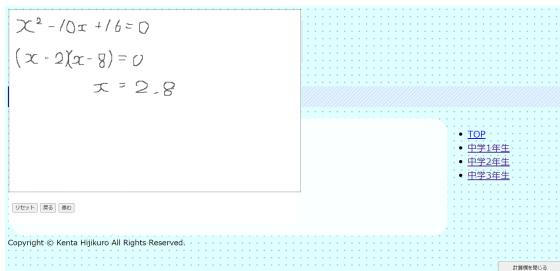 x² -10x +16=0
(x - 2)(x- 8) = 0
x = 2 , 8
リセット 戻る 進む
TOP
中学1年生
中学2年生
中学3年生
Copyright © Kenta Hijikuro All Rights Reserved.
計算機を閉じる